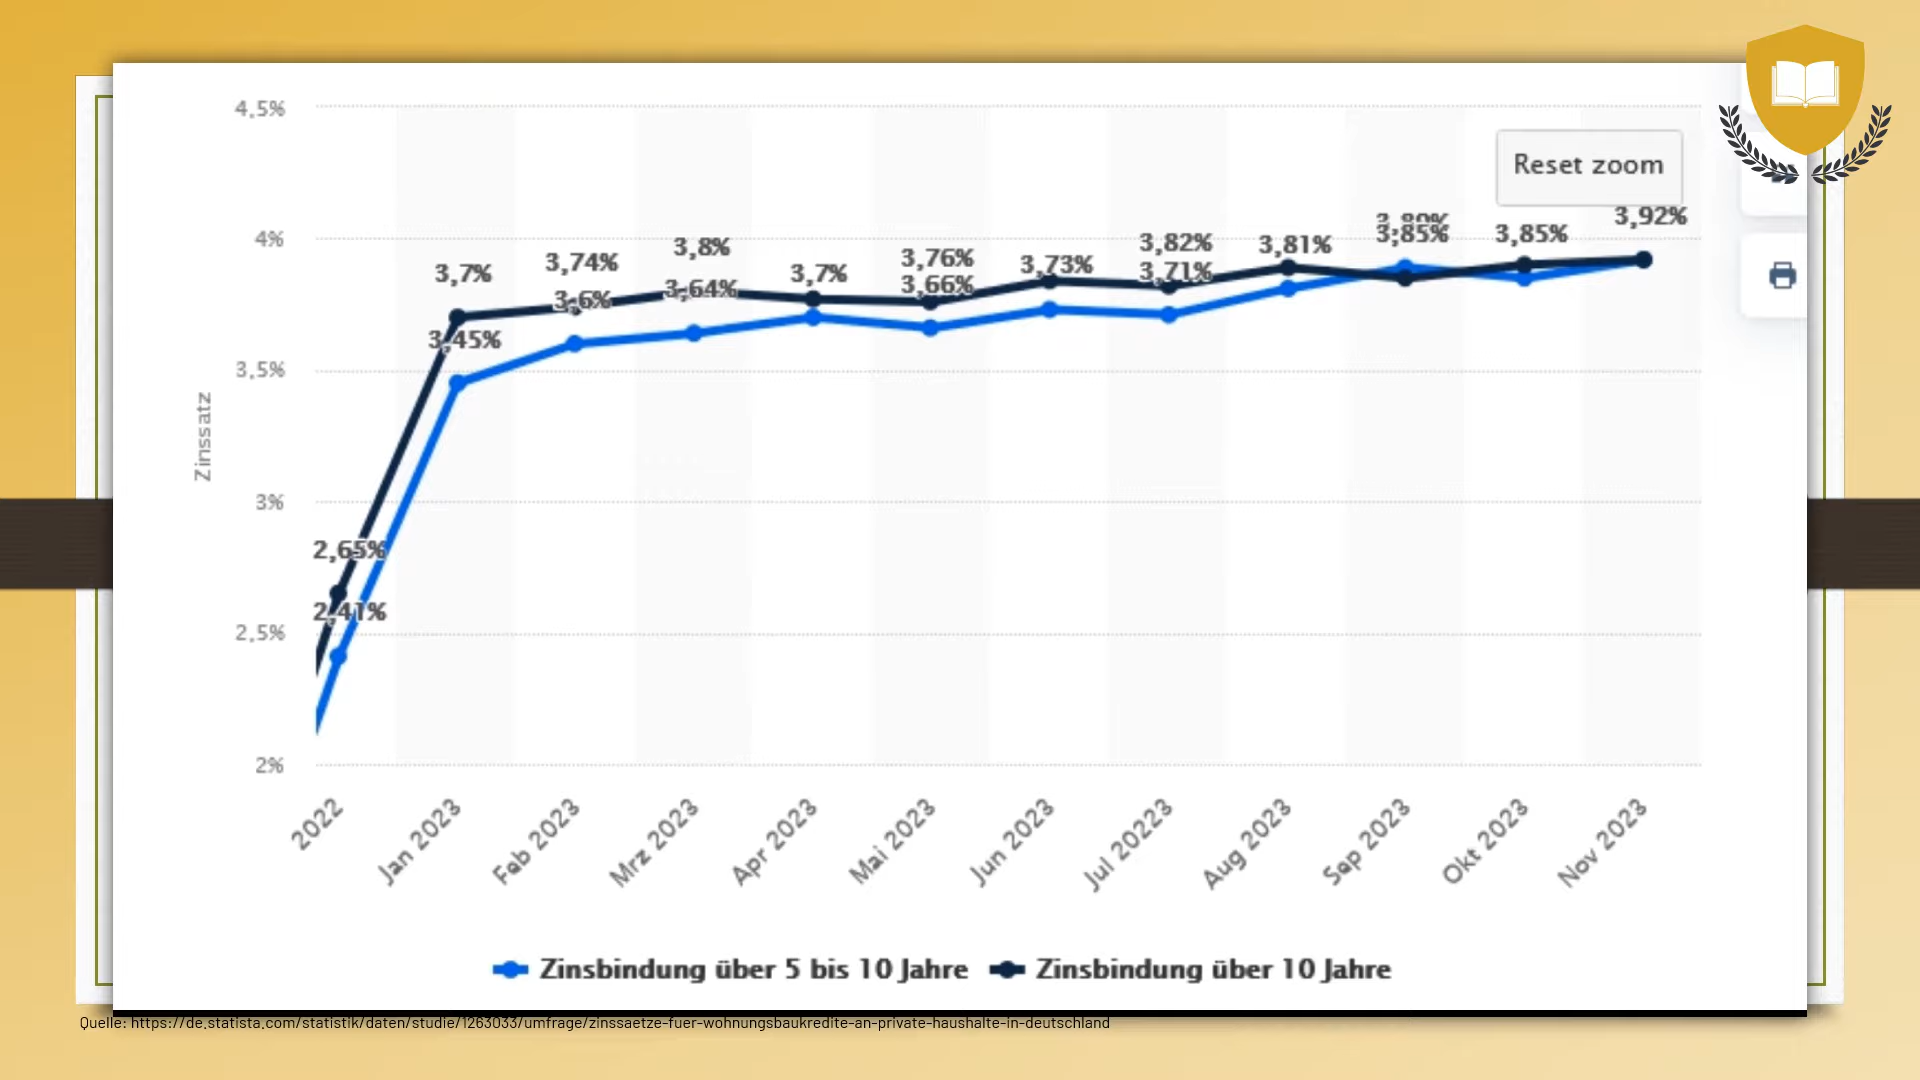 4,5%
Reset zoom
3,92%
3,89%
3,85%
3,85%
4%
3,82%
3,81%
3,8%
3,74%
3,76%
3,73%
3,7%
3,7%
3,71%
3,6%
3,64%
3,66%
3,45%
3,5%
Zinssatz
3%
2,65%
2,41%
2,5%
2%
2022
Jan 2023
Feb 2023
Mrz 2023
Apr 2023
Mai 2023
Jun 2023
Jul 20223
Aug 2023
Sep 2023
Okt 2023
Nov 2023
Zinsbindung über 5 bis 10 Jahre
Zinsbindung über 10 Jahre
Quelle: https://de.statista.com/statistik/daten/studie/1263033/umfrage/zinssaetze-fuer-wohnungsbaukredite-an-private-haushalte-in-deutschland